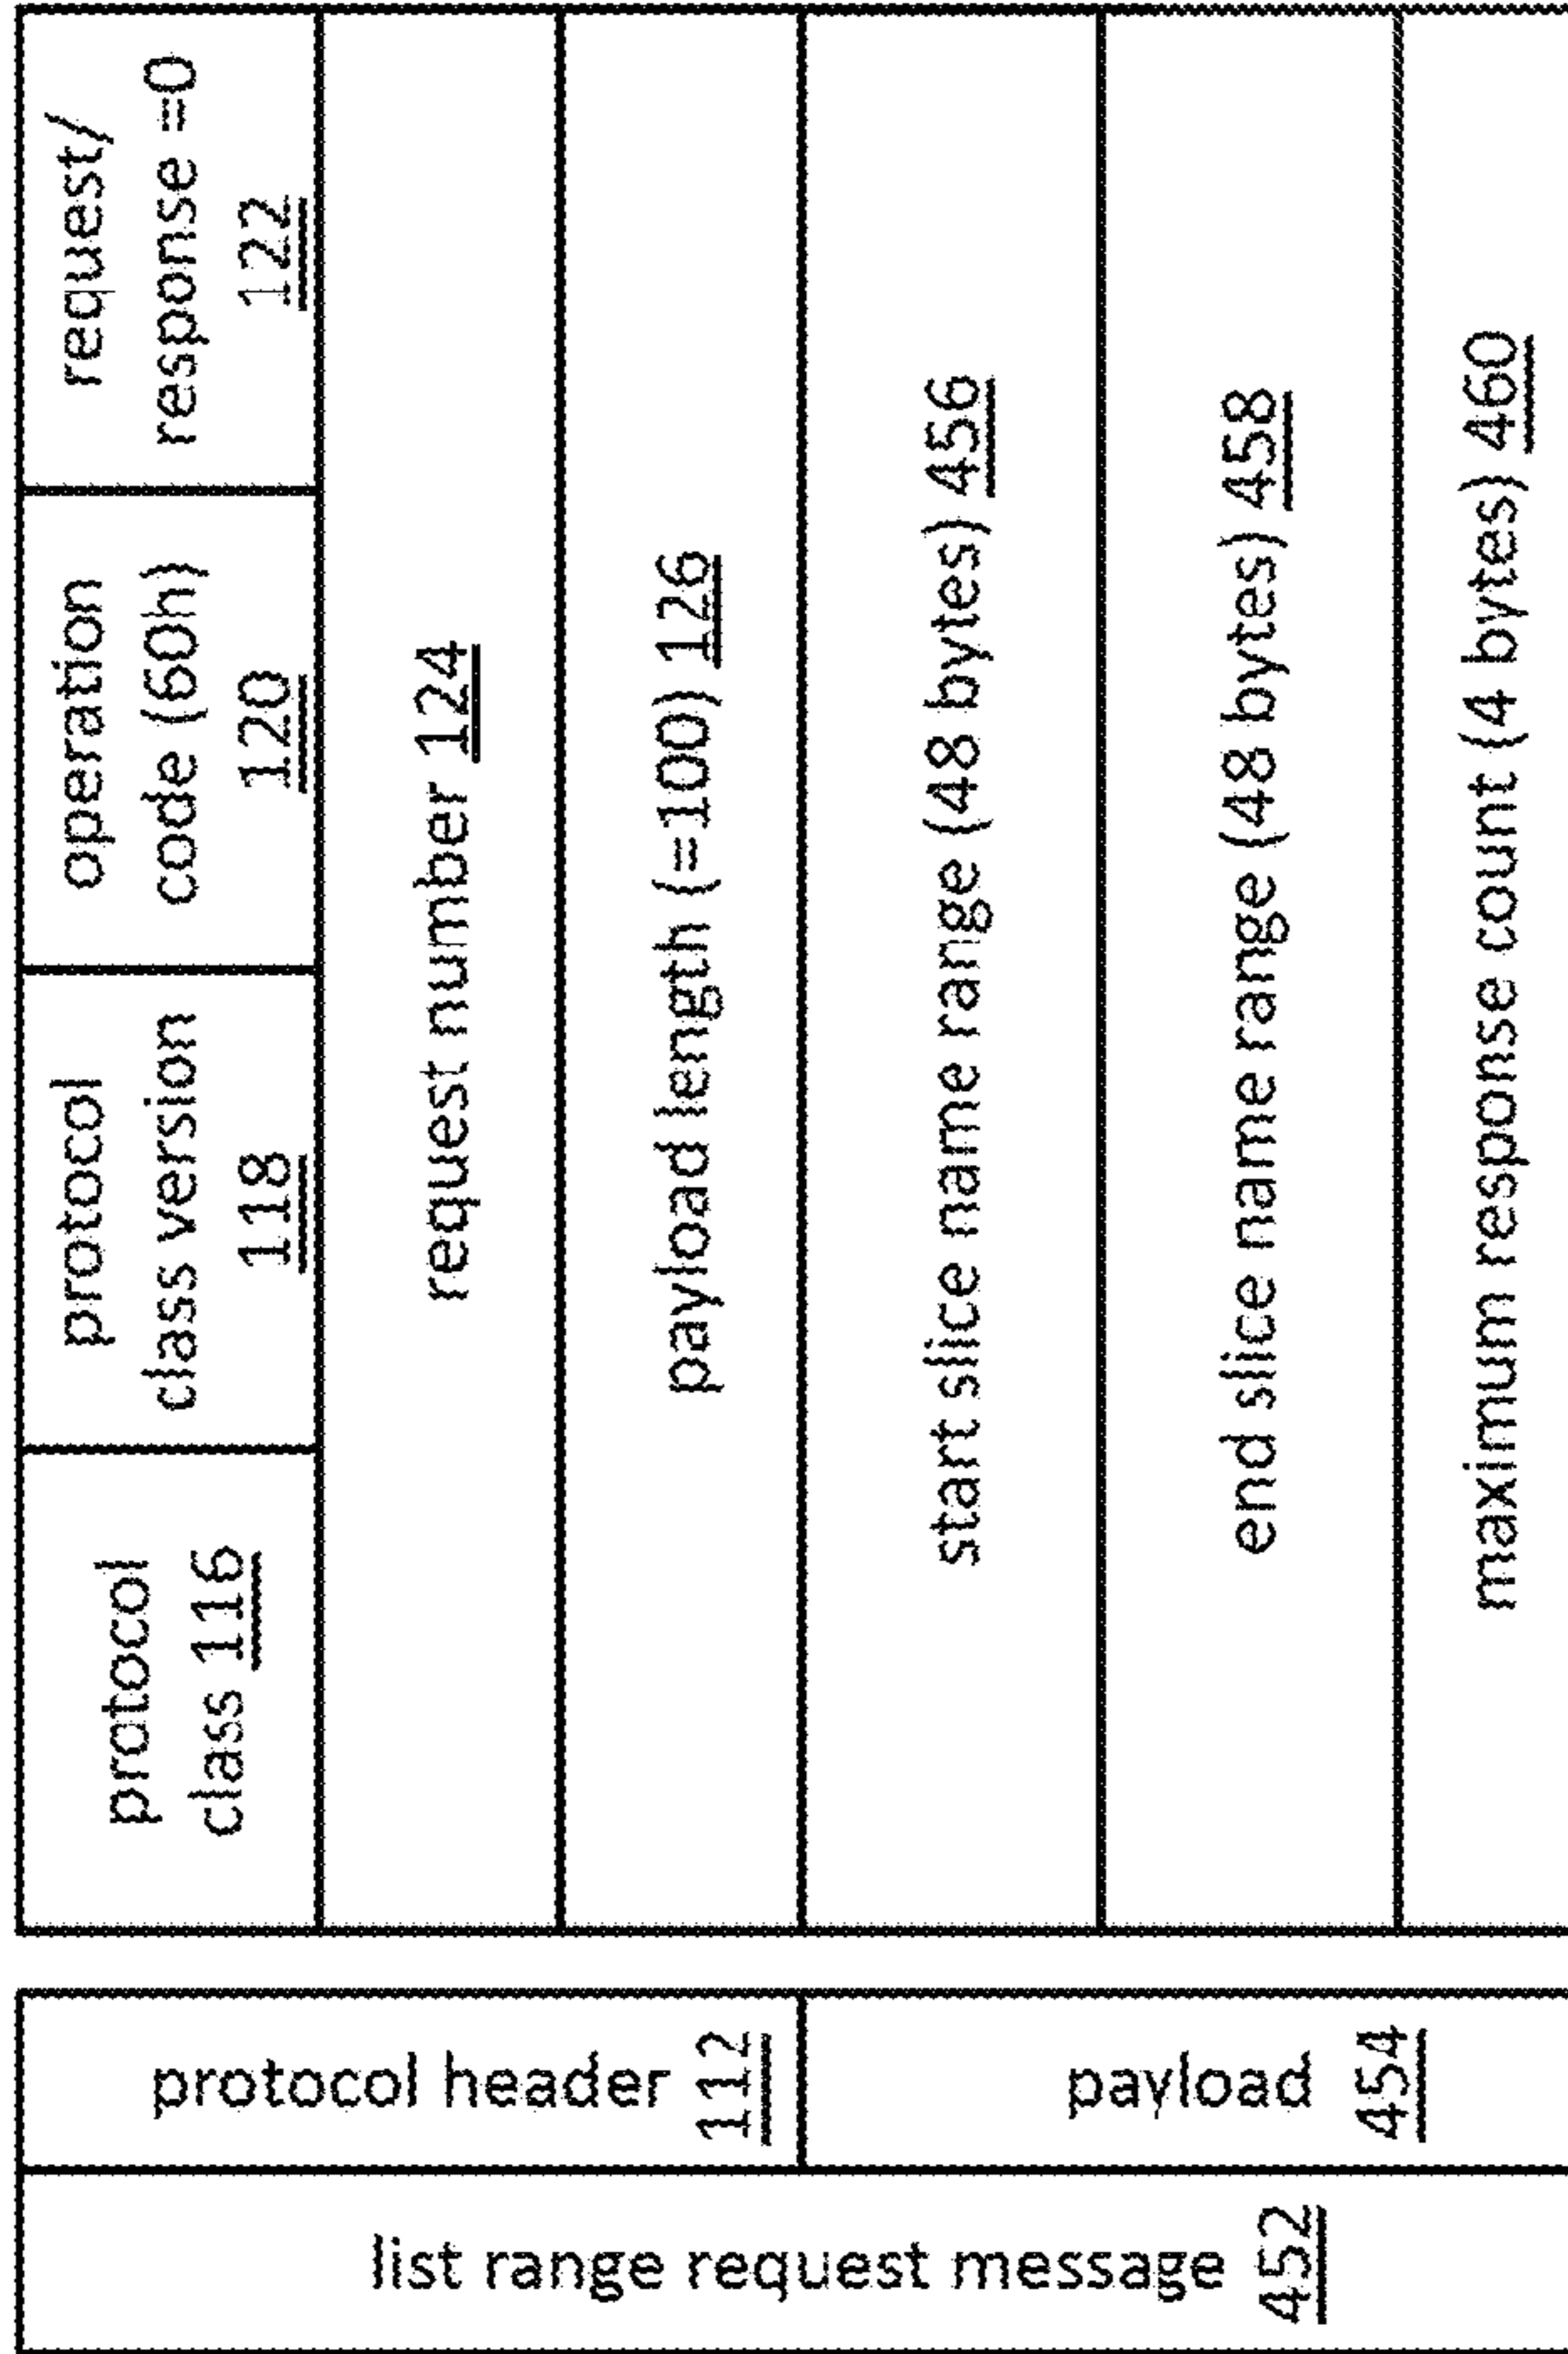 list range request message 452
protocol header 112
payload 454
protocol
class 116
protocol
class version
118
operation
code (60h)
120
request/
response =0
122
request number 124
payload length (=100) 126
start slice name range (48 bytes) 456
end slice name range (48 bytes) 458
maximum response count (4 bytes) 460